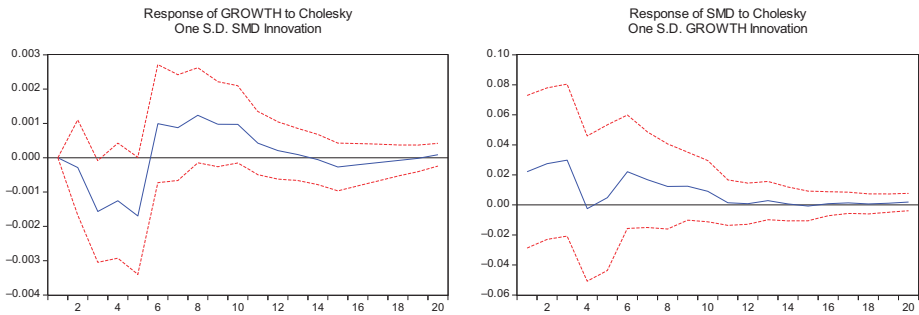 Response of GROWTH to Cholesky
One S.D. SMD Innovation
0.003
0.002
0.001
0.000
−0.001
−0.002
−0.003
−0.004
2 4 6 8 10 12 14 16 18 20
Response of SMD to Cholesky
One S.D. GROWTH Innovation
0.10
0.08
0.06
0.04
0.02
0.00
−0.02
−0.04
−0.06
2 4 6 8 10 12 14 16 18 20